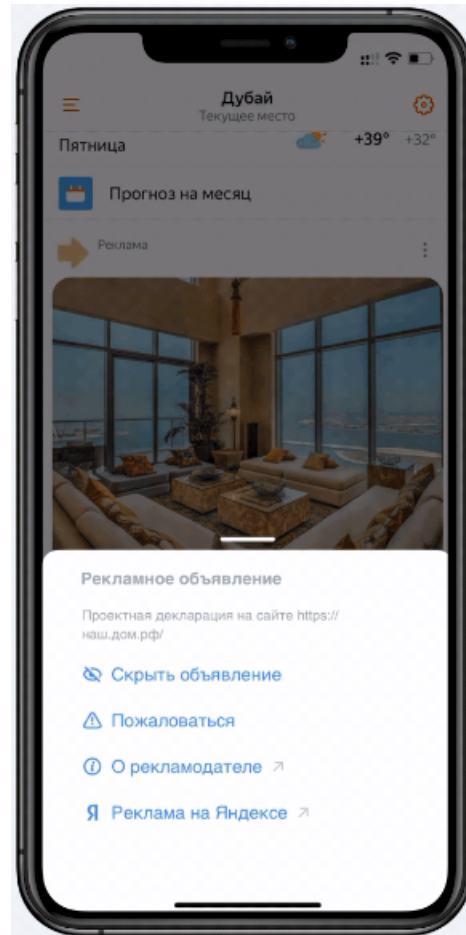 Дубай
Текущее место
Пятница +39° +32°
Прогноз на месяц
Реклама
Рекламное объявление
Проектная декларация на сайте https://
наш.дом.рф/
Скрыть объявление
Пожаловаться
О рекламодателе
Я Реклама на Яндексе